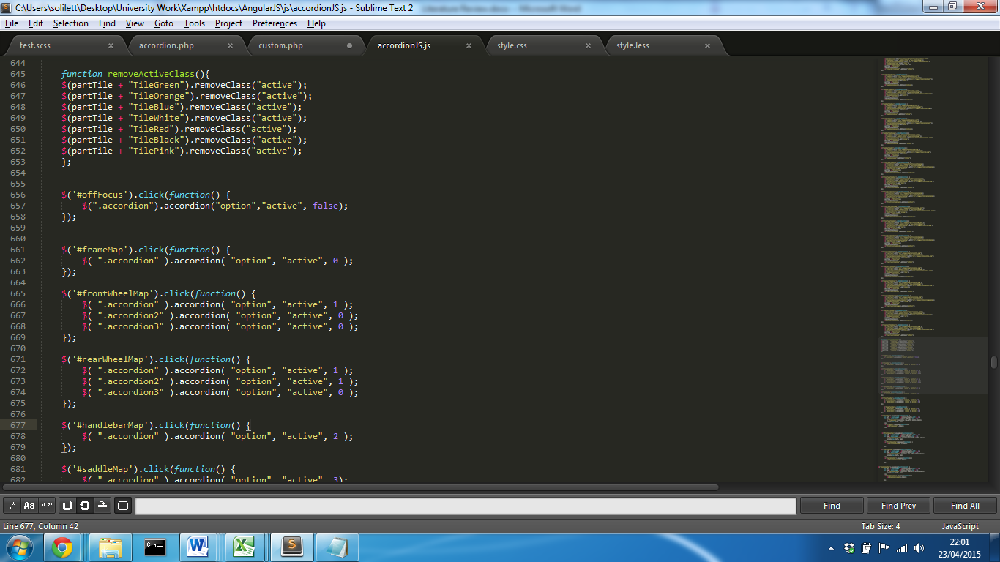 C:\Users\solilett\Desktop\University Work\Xampp\htdocs\AngularJS\js\accordionJS.js - Sublime Text 2
File Edit Selection Find View Goto Tools Project Preferences Help
test.scss × accordion.php × custom.php accordionJS.js × style.css × style.less ×
644
645 function removeActiveClass(){
646 $(partTile + "TileGreen").removeClass("active");
647 $(partTile + "TileOrange").removeClass("active");
648 $(partTile + "TileBlue").removeClass("active");
649 $(partTile + "TileWhite").removeClass("active");
650 $(partTile + "TileRed").removeClass("active");
651 $(partTile + "TileBlack").removeClass("active");
652 $(partTile + "TilePink").removeClass("active");
653 };
654
655
656 $('#offFocus').click(function() {
657 $(".accordion").accordion("option","active", false);
658 });
659
660
661 $('#frameMap').click(function() {
662 $( ".accordion" ).accordion( "option", "active", 0 );
663 });
664
665 $('#frontWheelMap').click(function() {
666 $( ".accordion" ).accordion( "option", "active", 1 );
667 $( ".accordion2" ).accordion( "option", "active", 0 );
668 $( ".accordion3" ).accordion( "option", "active", 0 );
669 });
670
671 $('#rearWheelMap').click(function() {
672 $( ".accordion" ).accordion( "option", "active", 1 );
673 $( ".accordion2" ).accordion( "option", "active", 1 );
674 $( ".accordion3" ).accordion( "option", "active", 0 );
675 });
676
677 $('#handlebarMap').click(function() {
678 $( ".accordion" ).accordion( "option", "active", 2 );
679 });
680
681 $('#saddleMap').click(function() {
682 $( ".accordion" ).accordion( "option", "active", 3);
.* Aa “ ” Find Find Prev Find All
Line 677, Column 42 Tab Size: 4 JavaScript
22:01
23/04/2015